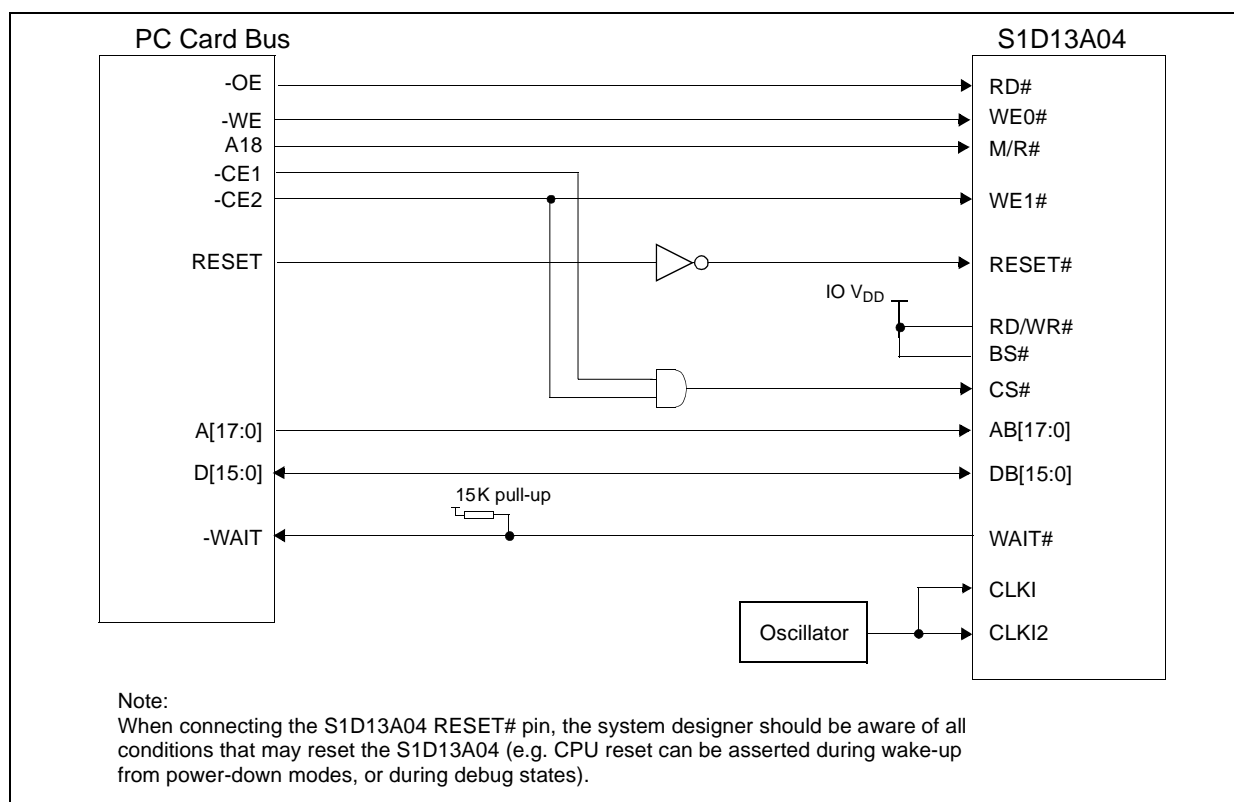 PC Card Bus
S1D13A04
-OE
RD#
-WE
WE0#
A18
M/R#
-CE1
-CE2
WE1#
RESET
RESET#
IO VDD
RD/WR#
BS#
CS#
A[17:0]
AB[17:0]
D[15:0]
DB[15:0]
15K pull-up
-WAIT
WAIT#
CLKI
Oscillator
CLKI2
Note:
When connecting the S1D13A04 RESET# pin, the system designer should be aware of all
conditions that may reset the S1D13A04 (e.g. CPU reset can be asserted during wake-up
from power-down modes, or during debug states).